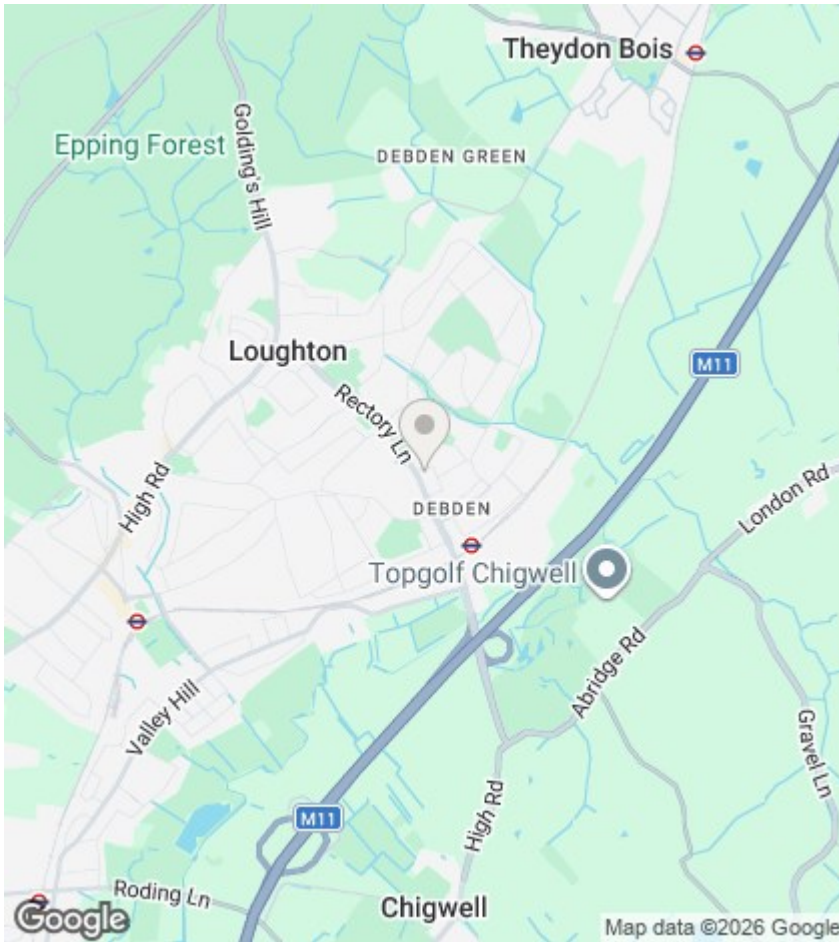 Theydon Bois
Golding's Hill
Epping Forest
DEBDEN GREEN
Loughton
M11
Rectory Ln
High Rd
London Rd
DEBDEN
Topgolf Chigwell
Abridge Rd
Valley Hill
Gravel Ln
High Rd
M11
Roding Ln
Chigwell
Google
Map data ©2026 Google